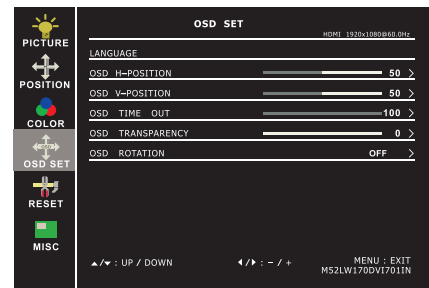 OSD SET
HDMI 1920x1080@60.0Hz
PICTURE
POSITION
COLOR
OSD
OSD SET
RESET
MISC
LANGUAGE
OSD H-POSITION 50 >
OSD V-POSITION 50 >
OSD TIME OUT 100 >
OSD TRANSPARENCY 0 >
OSD ROTATION OFF >
▲/▼ : UP / DOWN ◀/▶ : - / + MENU : EXIT
M52LW170DVI701IN